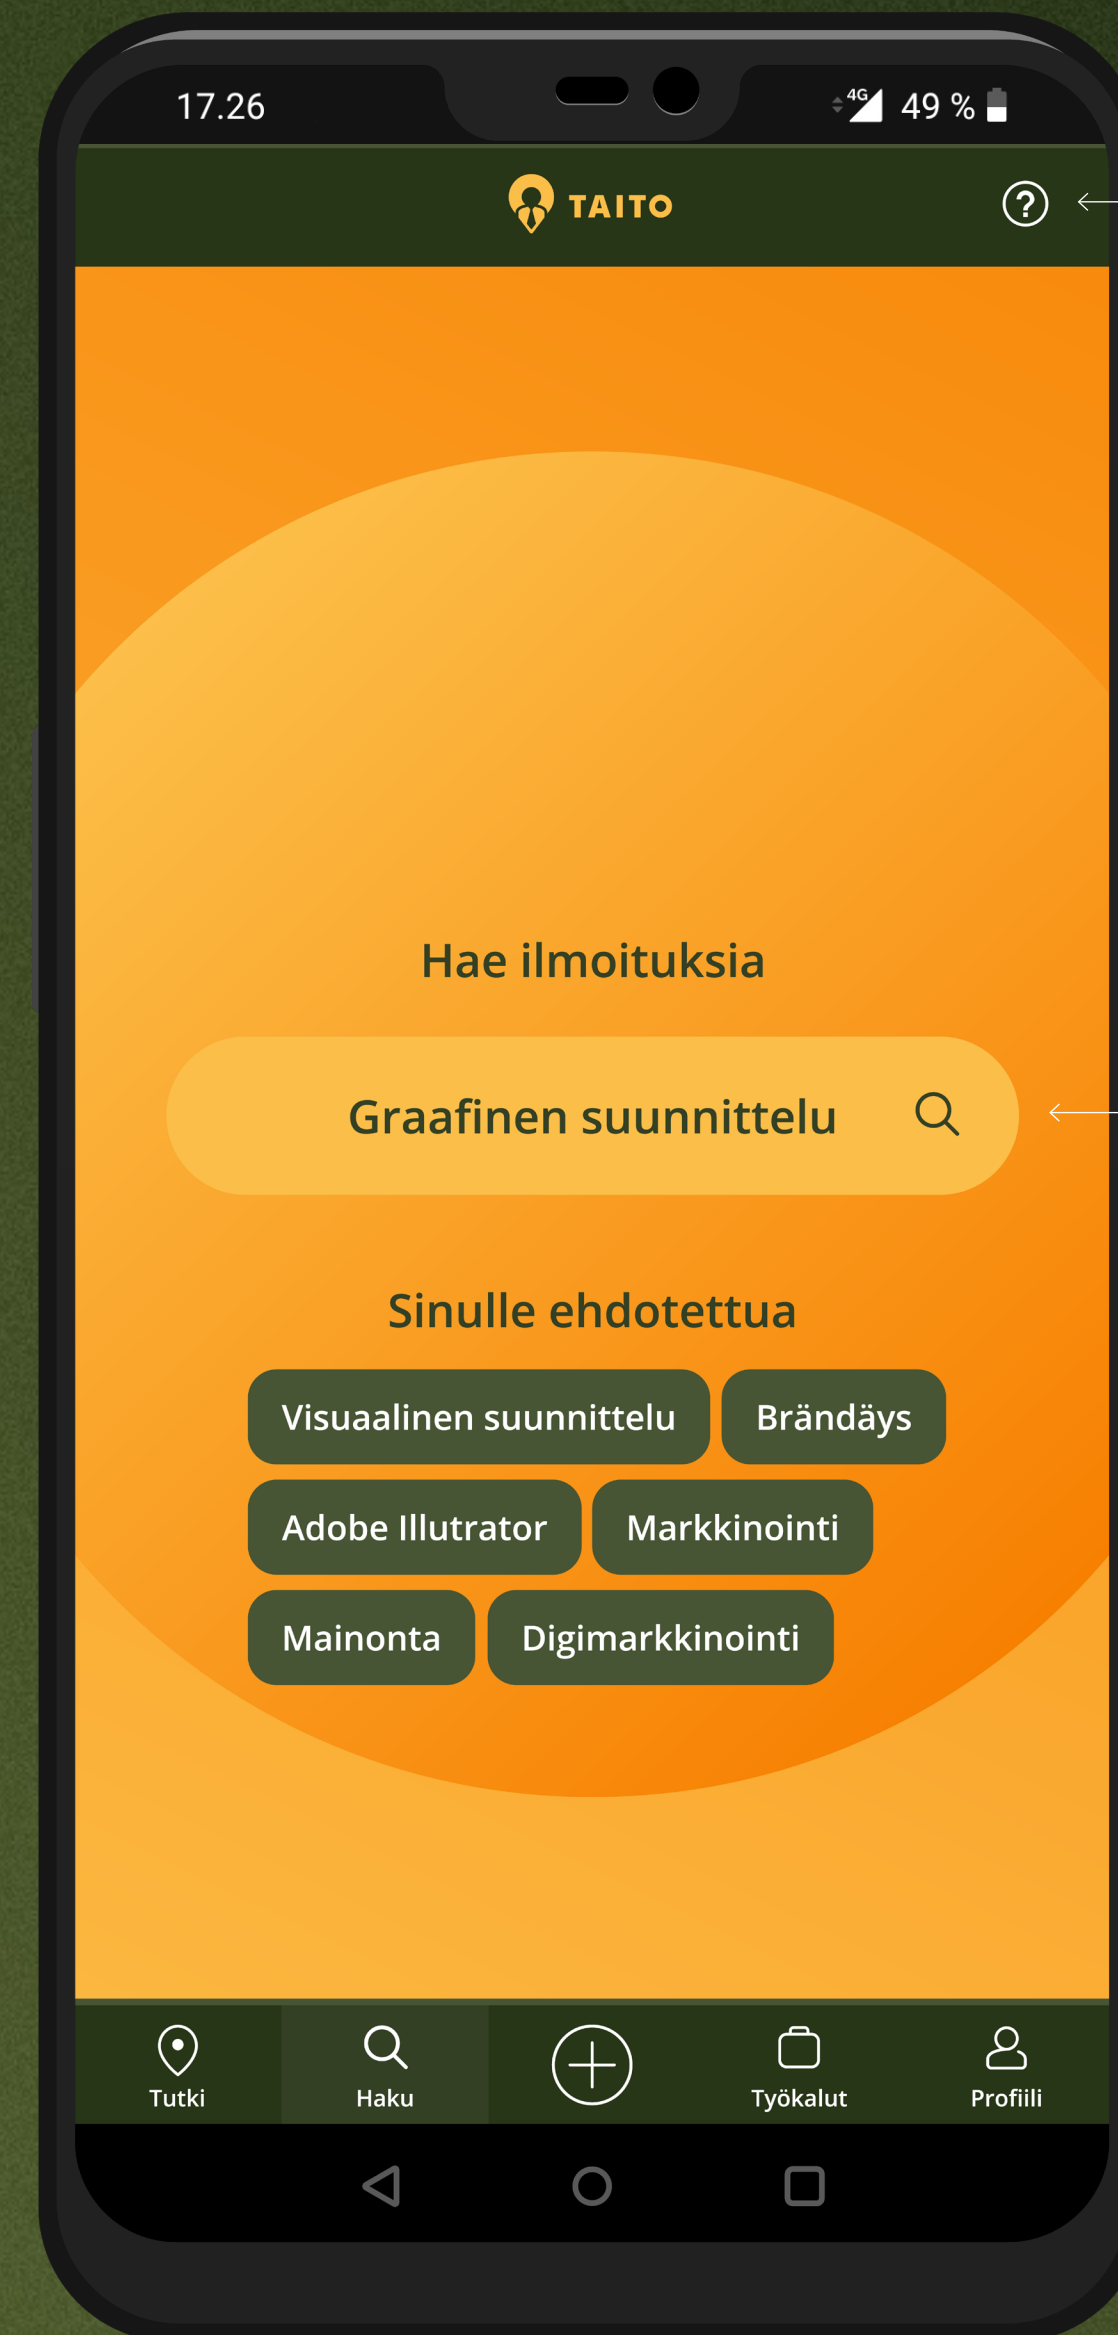 17.26
4G 49 %
TAITO
?
Hae ilmoituksia
Graafinen suunnittelu
Sinulle ehdotettua
Visuaalinen suunnittelu Brändäys
Adobe Illutrator Markkinointi
Mainonta Digimarkkinointi
Tutki Haku Työkalut Profiili